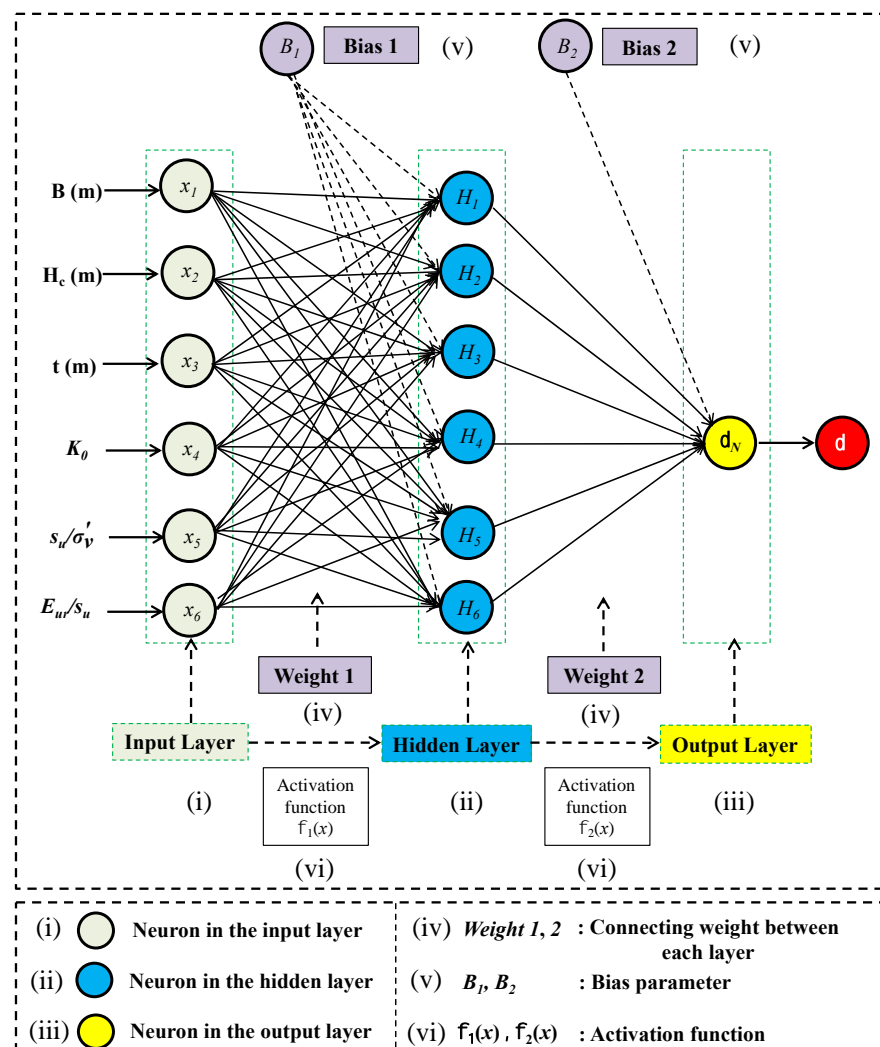 B₁ Bias 1 (v) B₂ Bias 2 (v)
B (m) x₁ H₁
H꜀ (m) x₂ H₂
t (m) x₃ H₃
K₀ x₄ H₄ d_N d
sᵤ/σ′ᵥ x₅ H₅
Eᵤᵣ/sᵤ x₆ H₆
Weight 1 Weight 2
(iv) (iv)
Input Layer Hidden Layer Output Layer
(i) (ii) (iii)
Activation
function
f₁(x)
(vi)
Activation
function
f₂(x)
(vi)
(i) Neuron in the input layer
(ii) Neuron in the hidden layer
(iii) Neuron in the output layer
(iv) Weight 1, 2 : Connecting weight between
each layer
(v) B₁, B₂ : Bias parameter
(vi) f₁(x) , f₂(x) : Activation function